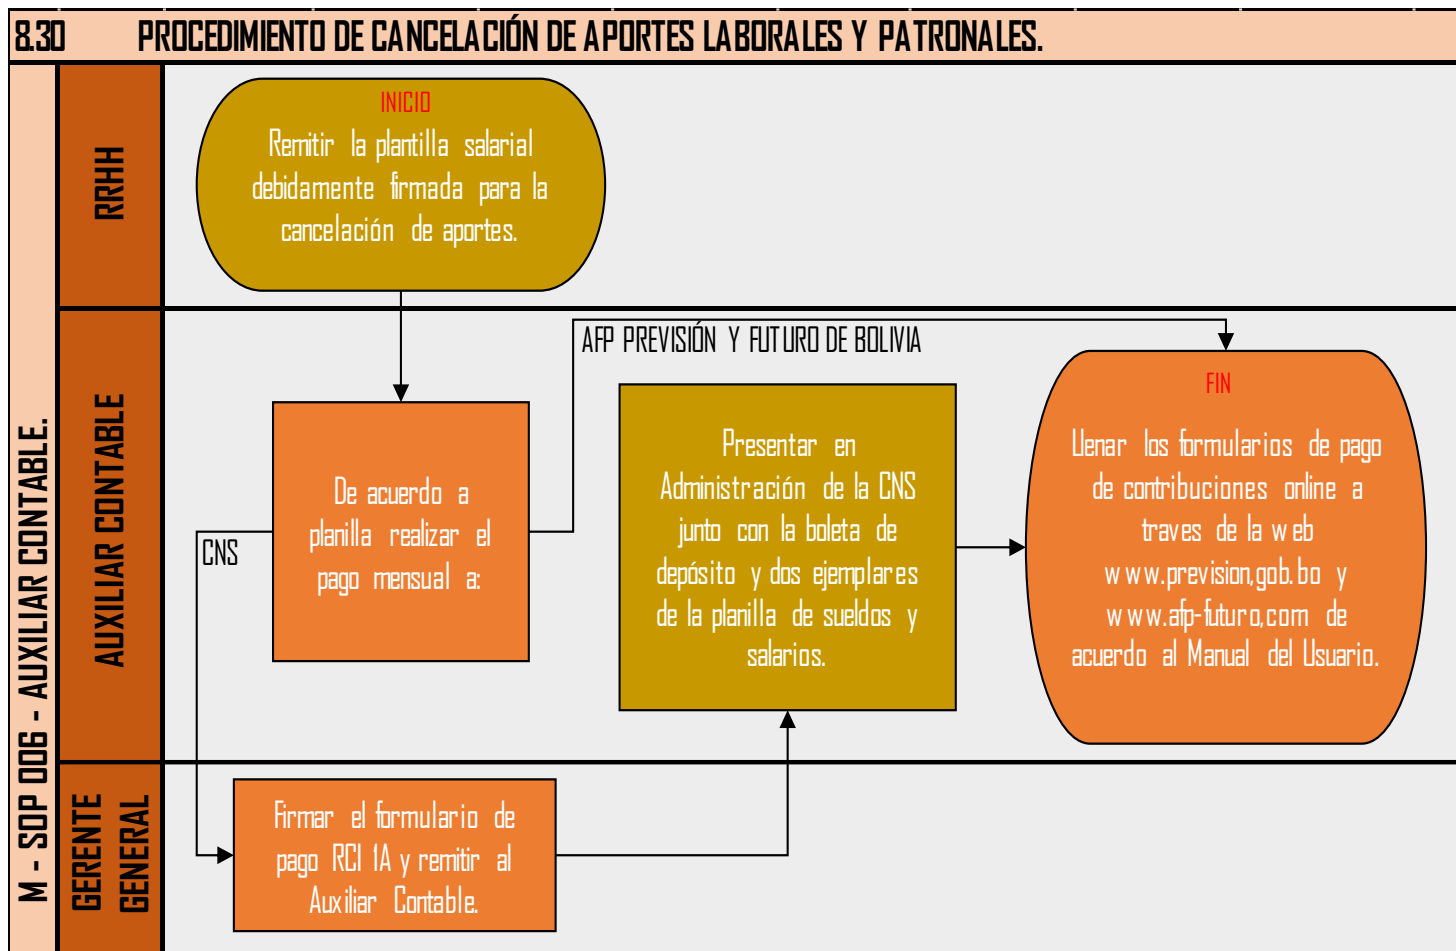 8.30 PROCEDIMIENTO DE CANCELACIÓN DE APORTES LABORALES Y PATRONALES.
M - SOP 006 - AUXILIAR CONTABLE.
RRHH
INICIO
Remitir la plantilla salarial
debidamente firmada para la
cancelación de aportes.
AUXILIAR CONTABLE
AFP PREVISIÓN Y FUTURO DE BOLIVIA
De acuerdo a
planilla realizar el
pago mensual a:
CNS
Presentar en
Administración de la CNS
junto con la boleta de
depósito y dos ejemplares
de la planilla de sueldos y
salarios.
FIN
Llenar los formularios de pago
de contribuciones online a
traves de la web
www.prevision,gob.bo y
www.afp-futuro,com de
acuerdo al Manual del Usuario.
GERENTE
GENERAL
Firmar el formulario de
pago RCI 1A y remitir al
Auxiliar Contable.